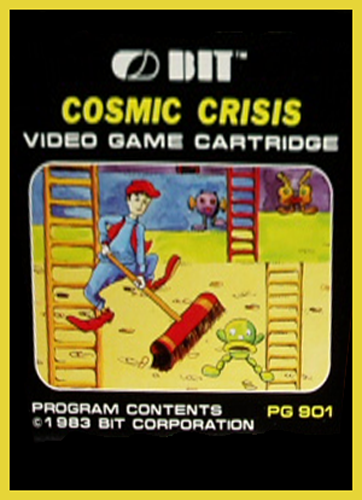 BIT™
COSMIC CRISIS
VIDEO GAME CARTRIDGE
PROGRAM CONTENTS PG 901
©1983 BIT CORPORATION